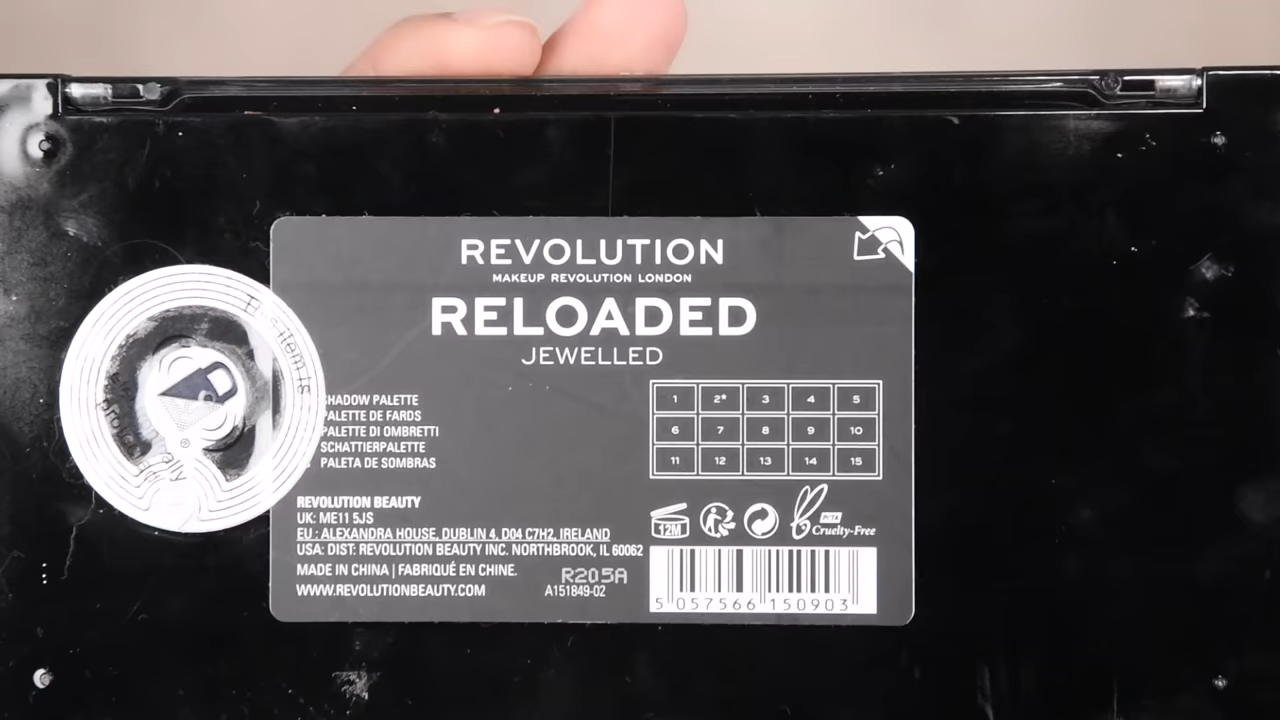 REVOLUTION
MAKEUP REVOLUTION LONDON
RELOADED
JEWELLED
item is
SHADOW PALETTE
PALETTE DE FARDS
PALETTE DI OMBRETTI
SCHATTIERPALETTE
PALETA DE SOMBRAS
1 2* 3 4 5
6 7 8 9 10
11 12 13 14 15
REVOLUTION BEAUTY
UK: ME11 5JS
EU : ALEXANDRA HOUSE, DUBLIN 4, D04 C7H2, IRELAND
USA: DIST: REVOLUTION BEAUTY INC. NORTHBROOK, IL 60062
MADE IN CHINA | FABRIQUÉ EN CHINE.
WWW.REVOLUTIONBEAUTY.COM
R205A
A151849-02
12M
PETA
Cruelty-Free
5 057566 150903